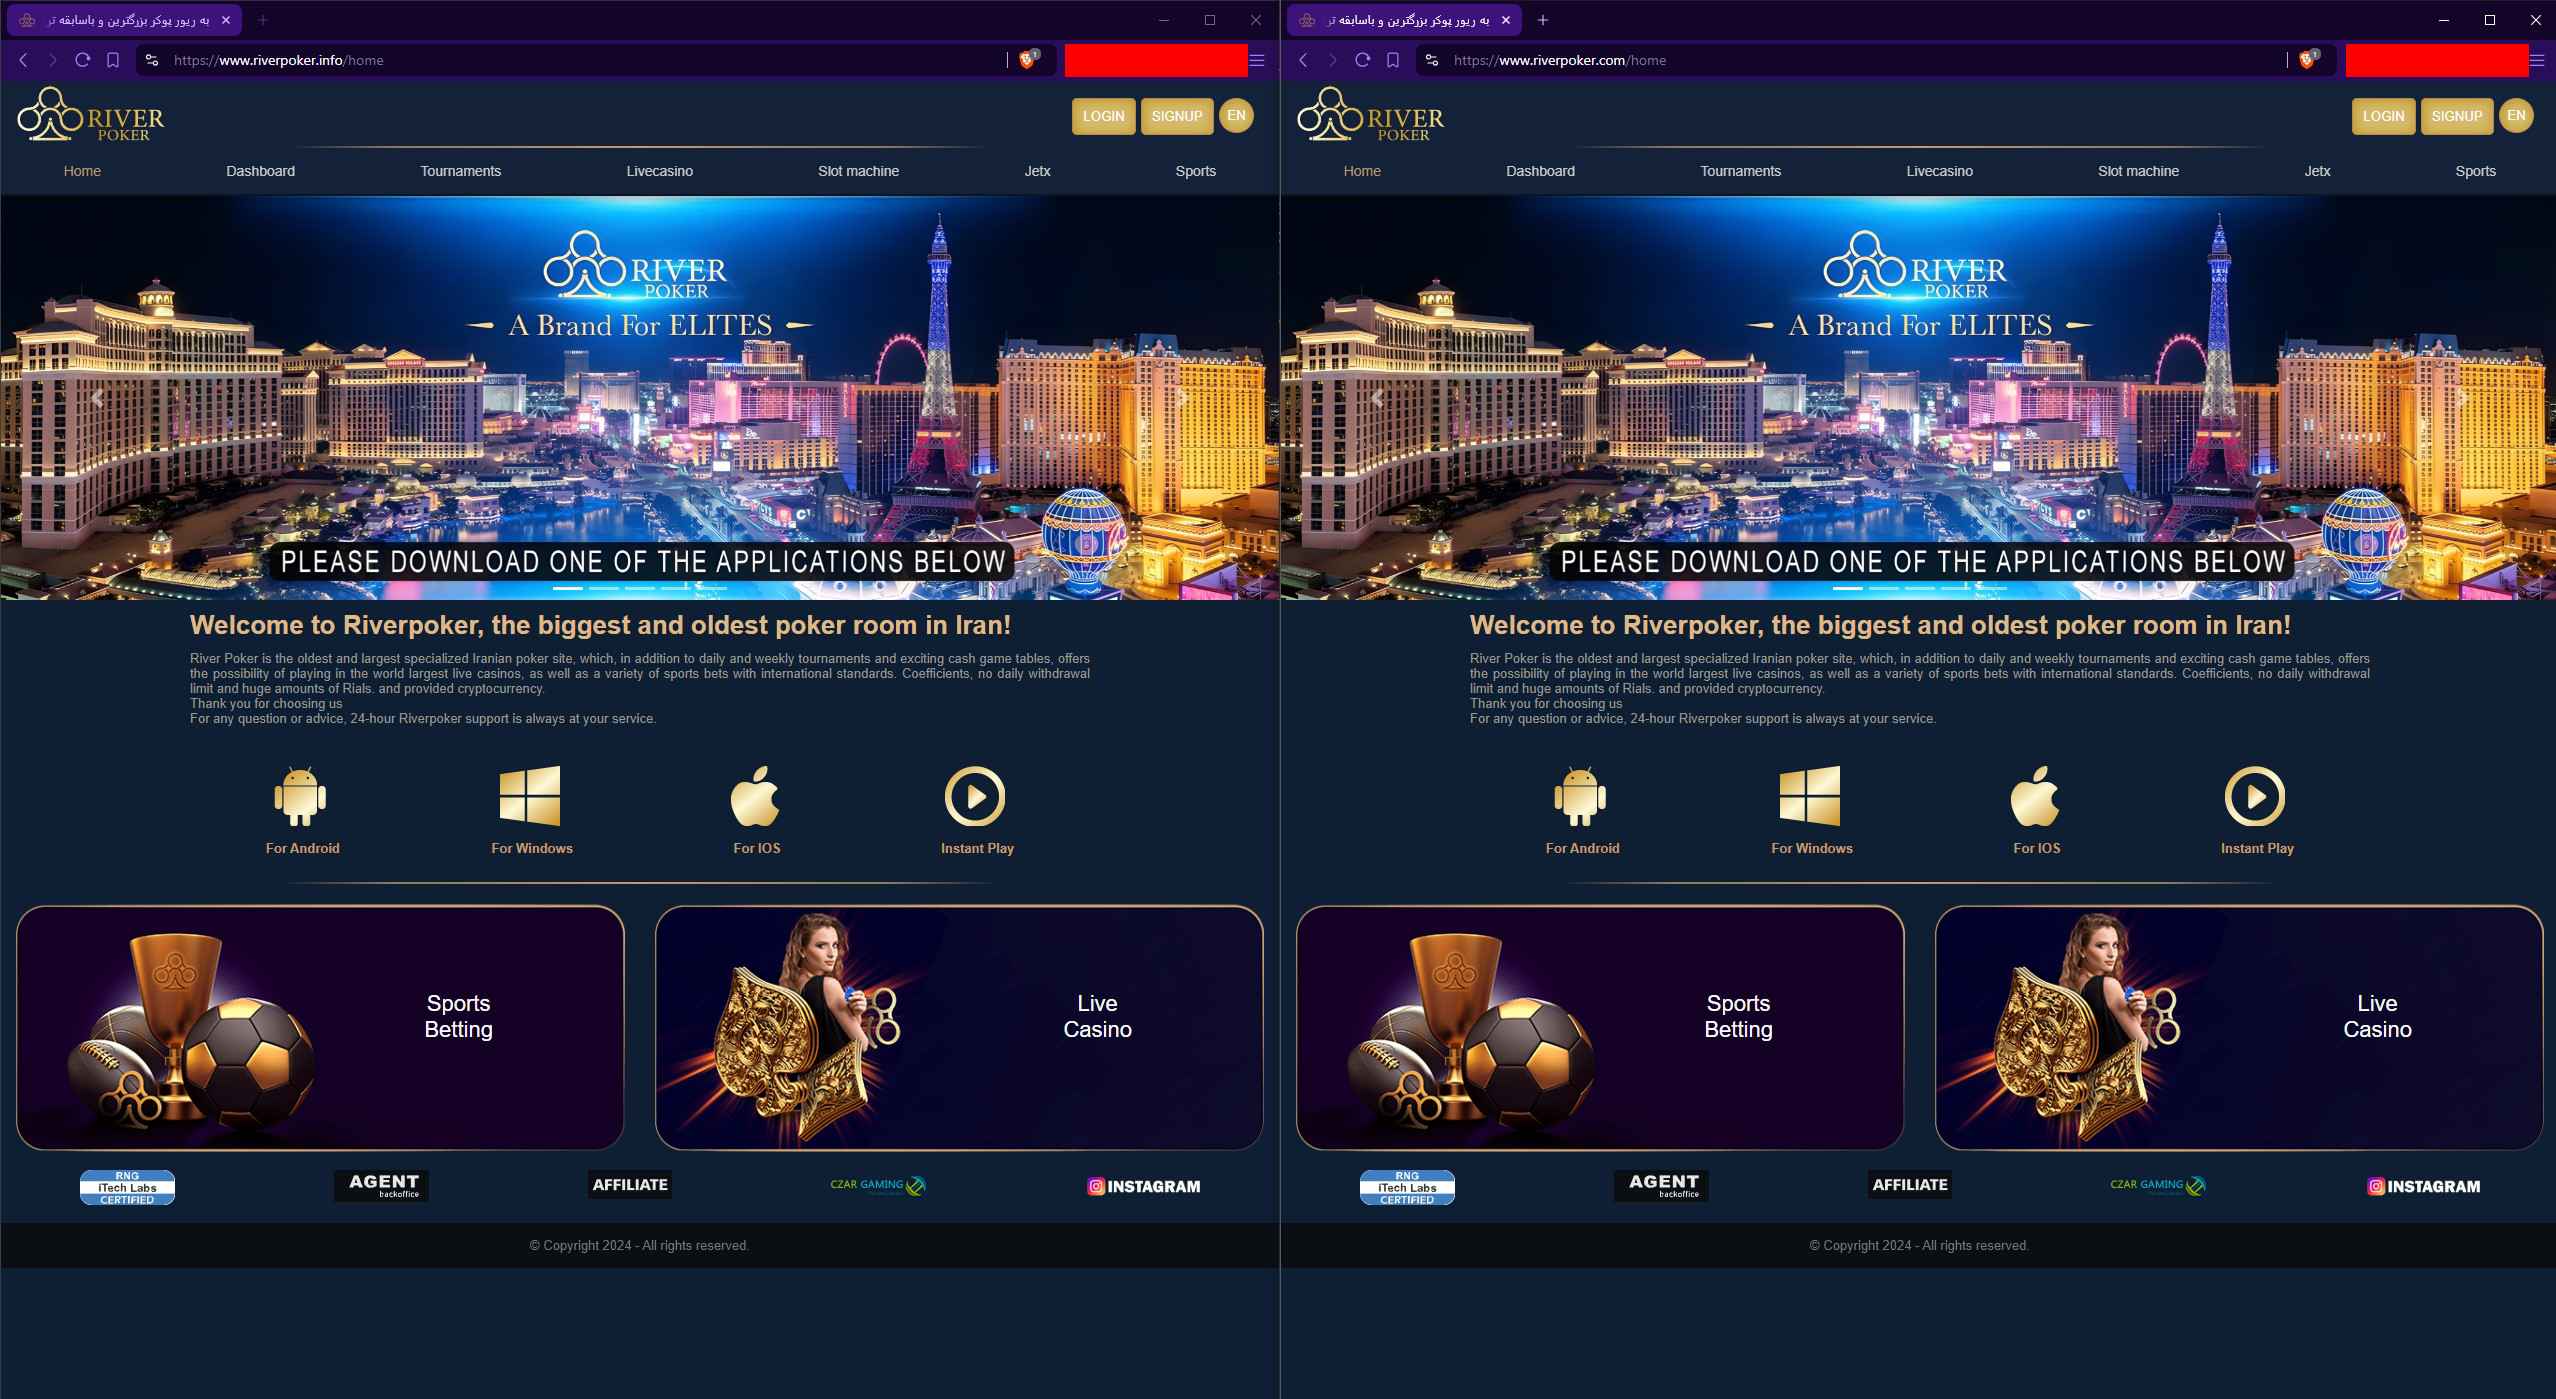 به ریور پوکر بزرگترین و باسابقه تر
https://www.riverpoker.info/home
RIVER
POKER
LOGIN
SIGNUP
EN
Home
Dashboard
Tournaments
Livecasino
Slot machine
Jetx
Sports
RIVER
POKER
A Brand For ELITES
PLEASE DOWNLOAD ONE OF THE APPLICATIONS BELOW
Welcome to Riverpoker, the biggest and oldest poker room in Iran!
River Poker is the oldest and largest specialized Iranian poker site, which, in addition to daily and weekly tournaments and exciting cash game tables, offers
the possibility of playing in the world largest live casinos, as well as a variety of sports bets with international standards. Coefficients, no daily withdrawal
limit and huge amounts of Rials. and provided cryptocurrency.
Thank you for choosing us
For any question or advice, 24-hour Riverpoker support is always at your service.
For Android
For Windows
For IOS
Instant Play
Sports
Betting
Live
Casino
RNG
iTech Labs
CERTIFIED
AGENT
backoffice
AFFILIATE
CZAR GAMING
INSTAGRAM
© Copyright 2024 - All rights reserved.
به ریور پوکر بزرگترین و باسابقه تر
https://www.riverpoker.com/home
RIVER
POKER
LOGIN
SIGNUP
EN
Home
Dashboard
Tournaments
Livecasino
Slot machine
Jetx
Sports
RIVER
POKER
A Brand For ELITES
PLEASE DOWNLOAD ONE OF THE APPLICATIONS BELOW
Welcome to Riverpoker, the biggest and oldest poker room in Iran!
River Poker is the oldest and largest specialized Iranian poker site, which, in addition to daily and weekly tournaments and exciting cash game tables, offers
the possibility of playing in the world largest live casinos, as well as a variety of sports bets with international standards. Coefficients, no daily withdrawal
limit and huge amounts of Rials. and provided cryptocurrency.
Thank you for choosing us
For any question or advice, 24-hour Riverpoker support is always at your service.
For Android
For Windows
For IOS
Instant Play
Sports
Betting
Live
Casino
RNG
iTech Labs
CERTIFIED
AGENT
backoffice
AFFILIATE
CZAR GAMING
INSTAGRAM
© Copyright 2024 - All rights reserved.